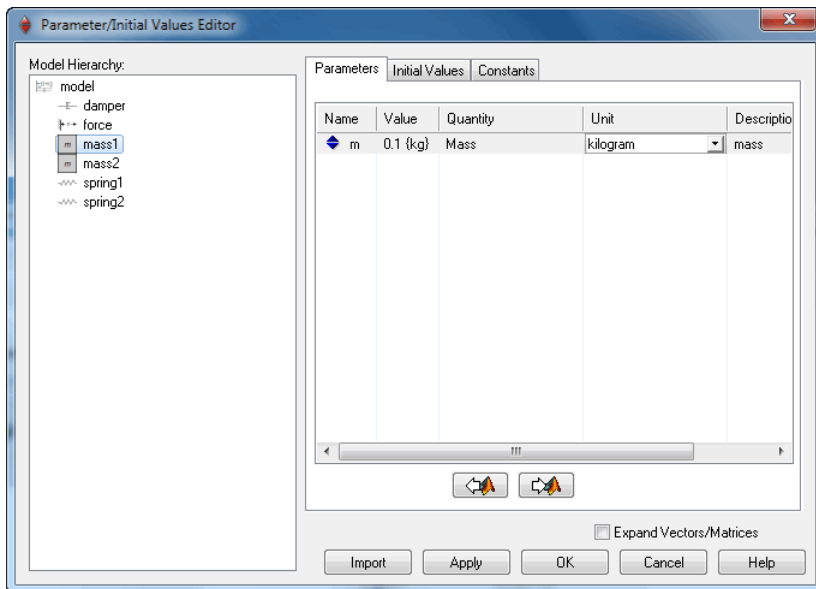 Parameter/Initial Values Editor
Model Hierarchy:
model
damper
force
m mass1
m mass2
spring1
spring2
Parameters Initial Values Constants
Name Value Quantity Unit Descriptio
m 0.1 {kg} Mass kilogram mass
Expand Vectors/Matrices
Import Apply OK Cancel Help